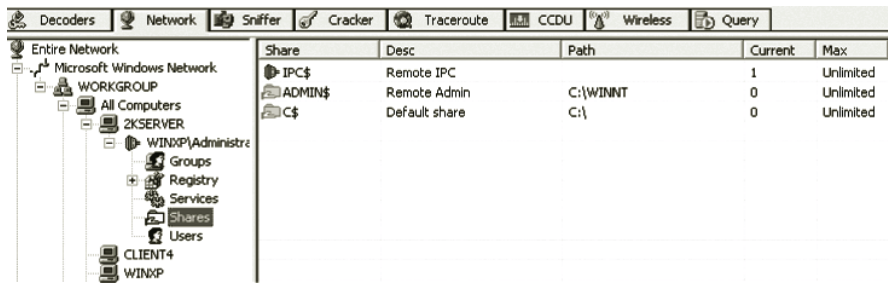 Decoders Network Sniffer Cracker Traceroute CCDU Wireless Query
Entire Network
Microsoft Windows Network
WORKGROUP
All Computers
2KSERVER
WINXP\Administra
Groups
Registry
Services
Shares
Users
CLIENT4
WINXP
Share Desc Path Current Max
IPC$ Remote IPC 1 Unlimited
ADMIN$ Remote Admin C:\WINNT 0 Unlimited
C$ Default share C:\ 0 Unlimited